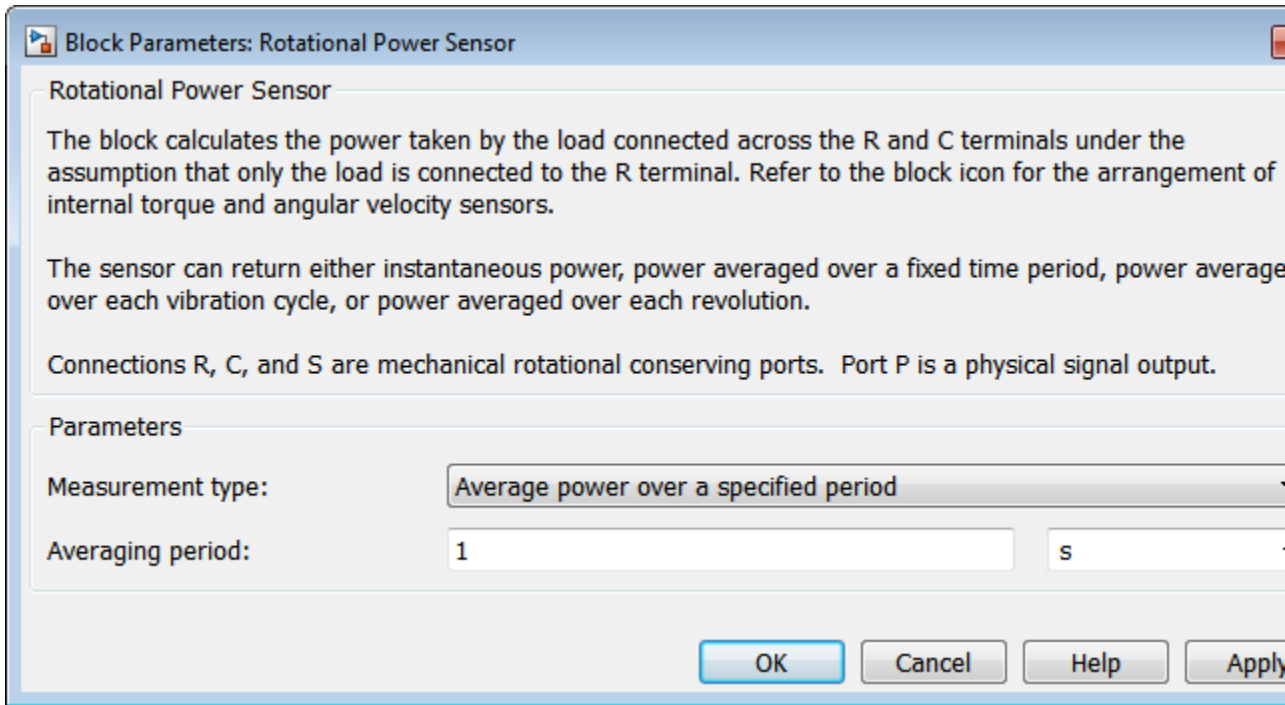 Block Parameters: Rotational Power Sensor
Rotational Power Sensor
The block calculates the power taken by the load connected across the R and C terminals under the
assumption that only the load is connected to the R terminal. Refer to the block icon for the arrangement of
internal torque and angular velocity sensors.
The sensor can return either instantaneous power, power averaged over a fixed time period, power average
over each vibration cycle, or power averaged over each revolution.
Connections R, C, and S are mechanical rotational conserving ports.  Port P is a physical signal output.
Parameters
Measurement type: Average power over a specified period
Averaging period: 1 s
OK Cancel Help Apply